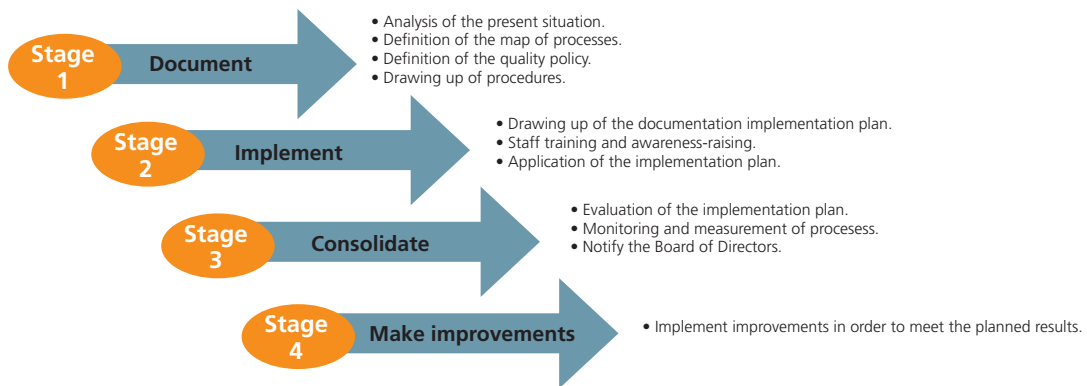 Stage
1
Document
• Analysis of the present situation.
• Definition of the map of processes.
• Definition of the quality policy.
• Drawing up of procedures.
Stage
2
Implement
• Drawing up of the documentation implementation plan.
• Staff training and awareness-raising.
• Application of the implementation plan.
Stage
3
Consolidate
• Evaluation of the implementation plan.
• Monitoring and measurement of procesess.
• Notify the Board of Directors.
Stage
4
Make improvements
• Implement improvements in order to meet the planned results.